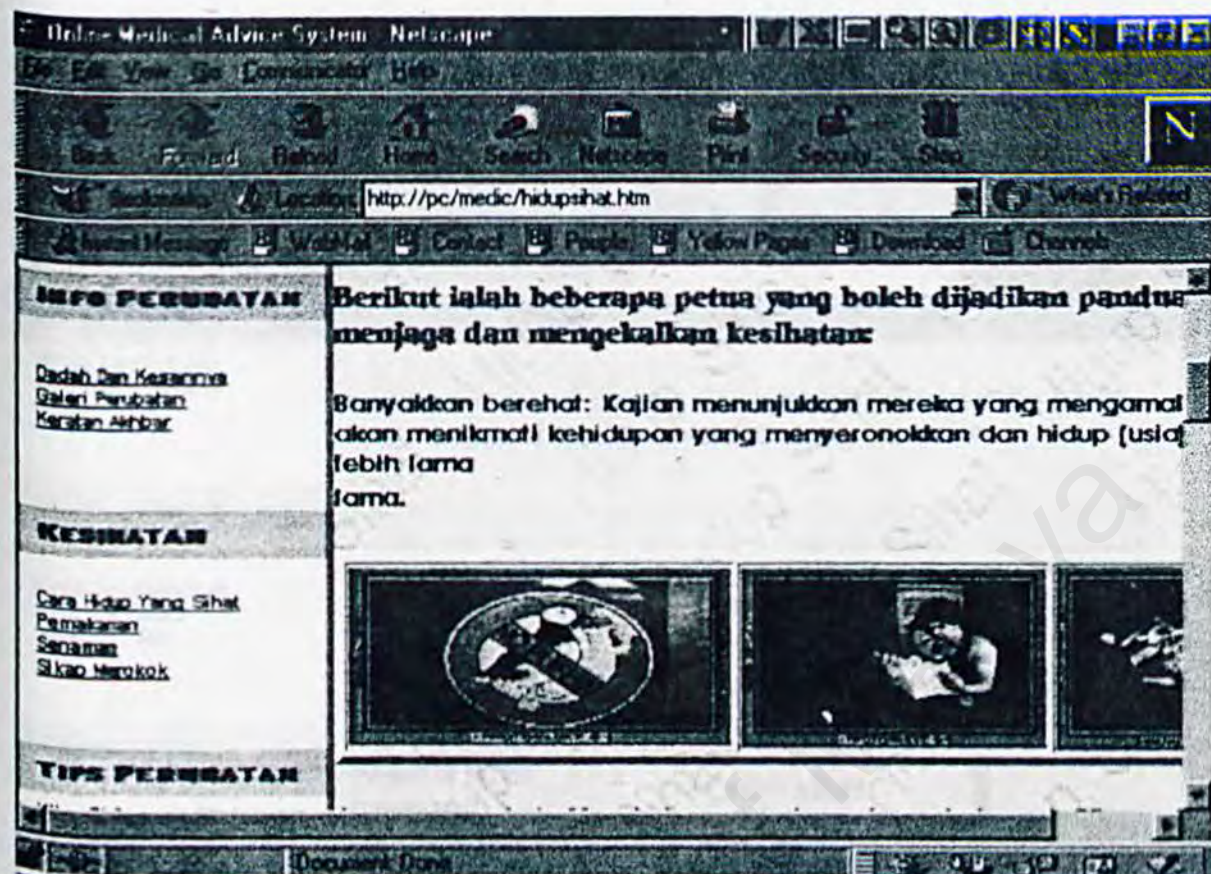 Online Medical Advice System - Netscape
File Edit View Go Communicator Help
Back Forward Reload Home Search Netscape Print Security Stop
N
Bookmarks Location: http://pc/medic/hidupsihat.htm What's Related
Instant Message WebMail Contact People Yellow Pages Download Channels
INFO PERUBATAN
Dadah Dan Kesannya
Galeri Perubatan
Keratan Akhbar
KESIHATAN
Cara Hidup Yang Sihat
Pemakanan
Senaman
Sikap Merokok
TIPS PERUBATAN
Berikut ialah beberapa petua yang boleh dijadikan pandua
menjaga dan mengekalkan kesihatan:
Banyakkan berehat: Kajian menunjukkan mereka yang mengamal
akan menikmati kehidupan yang menyeronokkan dan hidup (usia)
lebih lama
lama.
Document: Done